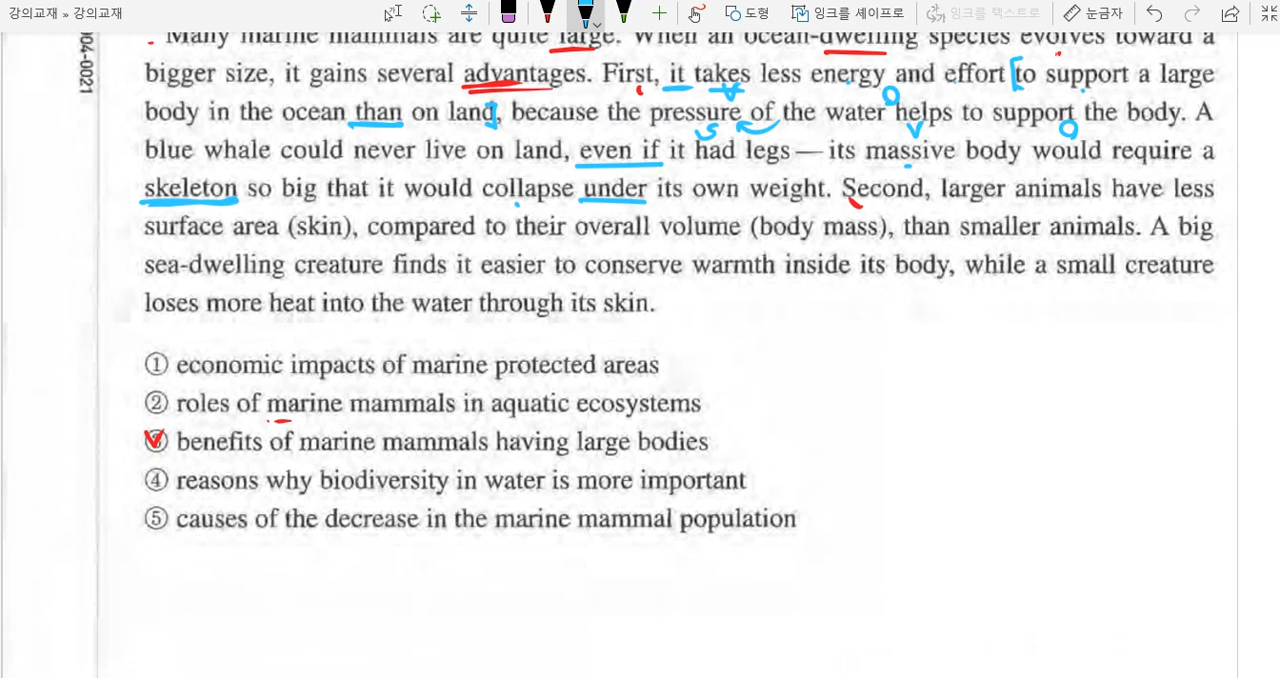 강의교재 » 강의교재
도형
잉크를 셰이프로
잉크를 텍스트로
눈금자
04-0021
Many marine mammals are quite large. When an ocean-dwelling species evolves toward a
bigger size, it gains several advantages. First, it takes less energy and effort to support a large
body in the ocean than on land, because the pressure of the water helps to support the body. A
blue whale could never live on land, even if it had legs — its massive body would require a
skeleton so big that it would collapse under its own weight. Second, larger animals have less
surface area (skin), compared to their overall volume (body mass), than smaller animals. A big
sea-dwelling creature finds it easier to conserve warmth inside its body, while a small creature
loses more heat into the water through its skin.
① economic impacts of marine protected areas
② roles of marine mammals in aquatic ecosystems
③ benefits of marine mammals having large bodies
④ reasons why biodiversity in water is more important
⑤ causes of the decrease in the marine mammal population